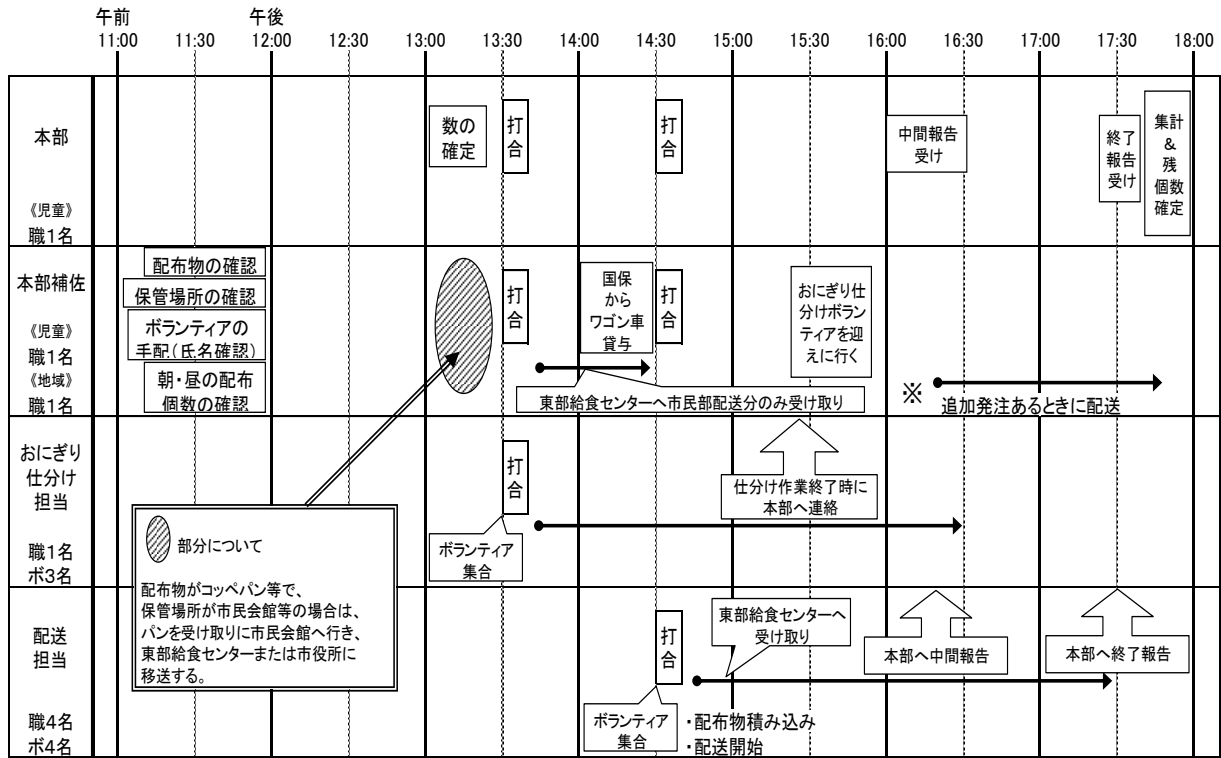 午前
午後
11:00 11:30 12:00 12:30 13:00 13:30 14:00 14:30 15:00 15:30 16:00 16:30 17:00 17:30 18:00
本部
《児童》
職1名
数の
確定
打
合
打
合
中間報告
受け
終
了
報告
受け
集計
&
残
個数
確定
本部補佐
《児童》
職1名
《地域》
職1名
配布物の確認
保管場所の確認
ボランティアの
手配(氏名確認)
朝・昼の配布
個数の確認
打
合
国保
から
ワゴン車
貸与
打
合
おにぎり仕
分けボラン
ティアを迎
えに行く
東部給食センターへ市民部配送分のみ受け取り
※
追加発注あるときに配送
おにぎり
仕分け
担当
職1名
ボ3名
打
合
ボランティア
集合
仕分け作業終了時に
本部へ連絡
部分について
配布物がコッペパン等で、
保管場所が市民会館等の場合は、
パンを受け取りに市民会館へ行き、
東部給食センターまたは市役所に
移送する。
配送
担当
職4名
ボ4名
打
合
ボランティア
集合
東部給食センターへ
受け取り
・配布物積み込み
・配送開始
本部へ中間報告
本部へ終了報告